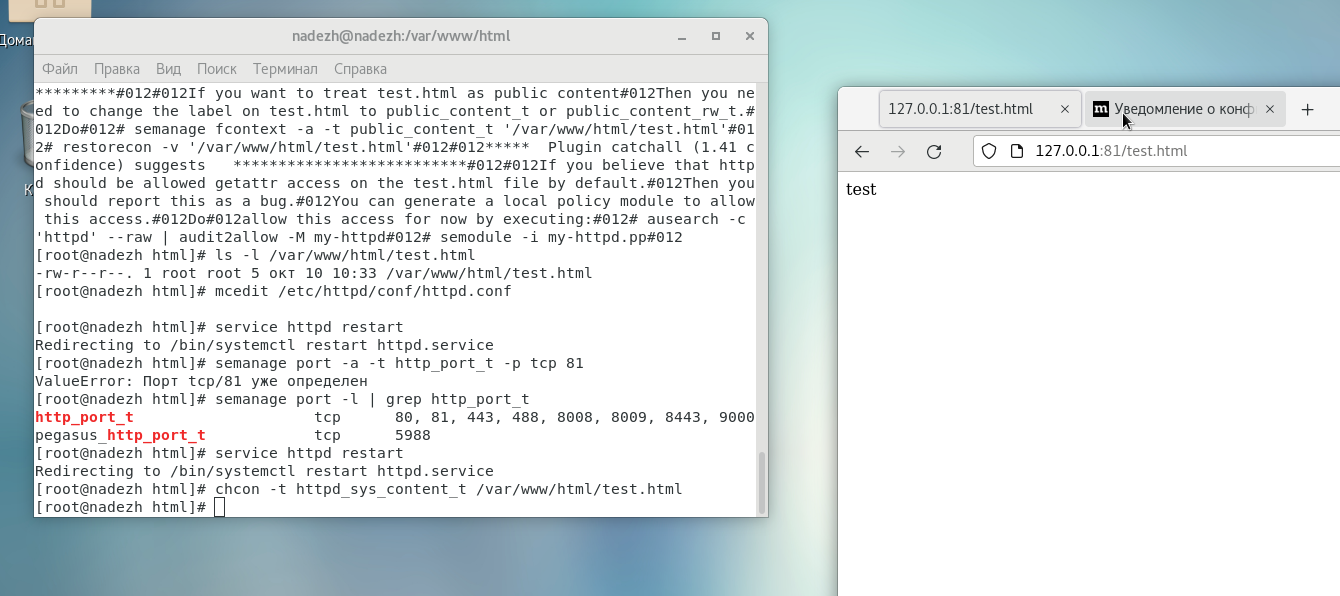 Дома
К
nadezh@nadezh:/var/www/html
Файл Правка Вид Поиск Терминал Справка
*********#012#012If you want to treat test.html as public content#012Then you ne
ed to change the label on test.html to public_content_t or public_content_rw_t.#
012Do#012# semanage fcontext -a -t public_content_t '/var/www/html/test.html'#01
2# restorecon -v '/var/www/html/test.html'#012#012***** Plugin catchall (1.41 c
onfidence) suggests **************************#012#012If you believe that http
d should be allowed getattr access on the test.html file by default.#012Then you
should report this as a bug.#012You can generate a local policy module to allow
this access.#012Do#012allow this access for now by executing:#012# ausearch -c
'httpd' --raw | audit2allow -M my-httpd#012# semodule -i my-httpd.pp#012
[root@nadezh html]# ls -l /var/www/html/test.html
-rw-r--r--. 1 root root 5 окт 10 10:33 /var/www/html/test.html
[root@nadezh html]# mcedit /etc/httpd/conf/httpd.conf
[root@nadezh html]# service httpd restart
Redirecting to /bin/systemctl restart httpd.service
[root@nadezh html]# semanage port -a -t http_port_t -p tcp 81
ValueError: Порт tcp/81 уже определен
[root@nadezh html]# semanage port -l | grep http_port_t
http_port_t tcp 80, 81, 443, 488, 8008, 8009, 8443, 9000
pegasus_http_port_t tcp 5988
[root@nadezh html]# service httpd restart
Redirecting to /bin/systemctl restart httpd.service
[root@nadezh html]# chcon -t httpd_sys_content_t /var/www/html/test.html
[root@nadezh html]#
127.0.0.1:81/test.html
m Уведомление о конф
127.0.0.1:81/test.html
test